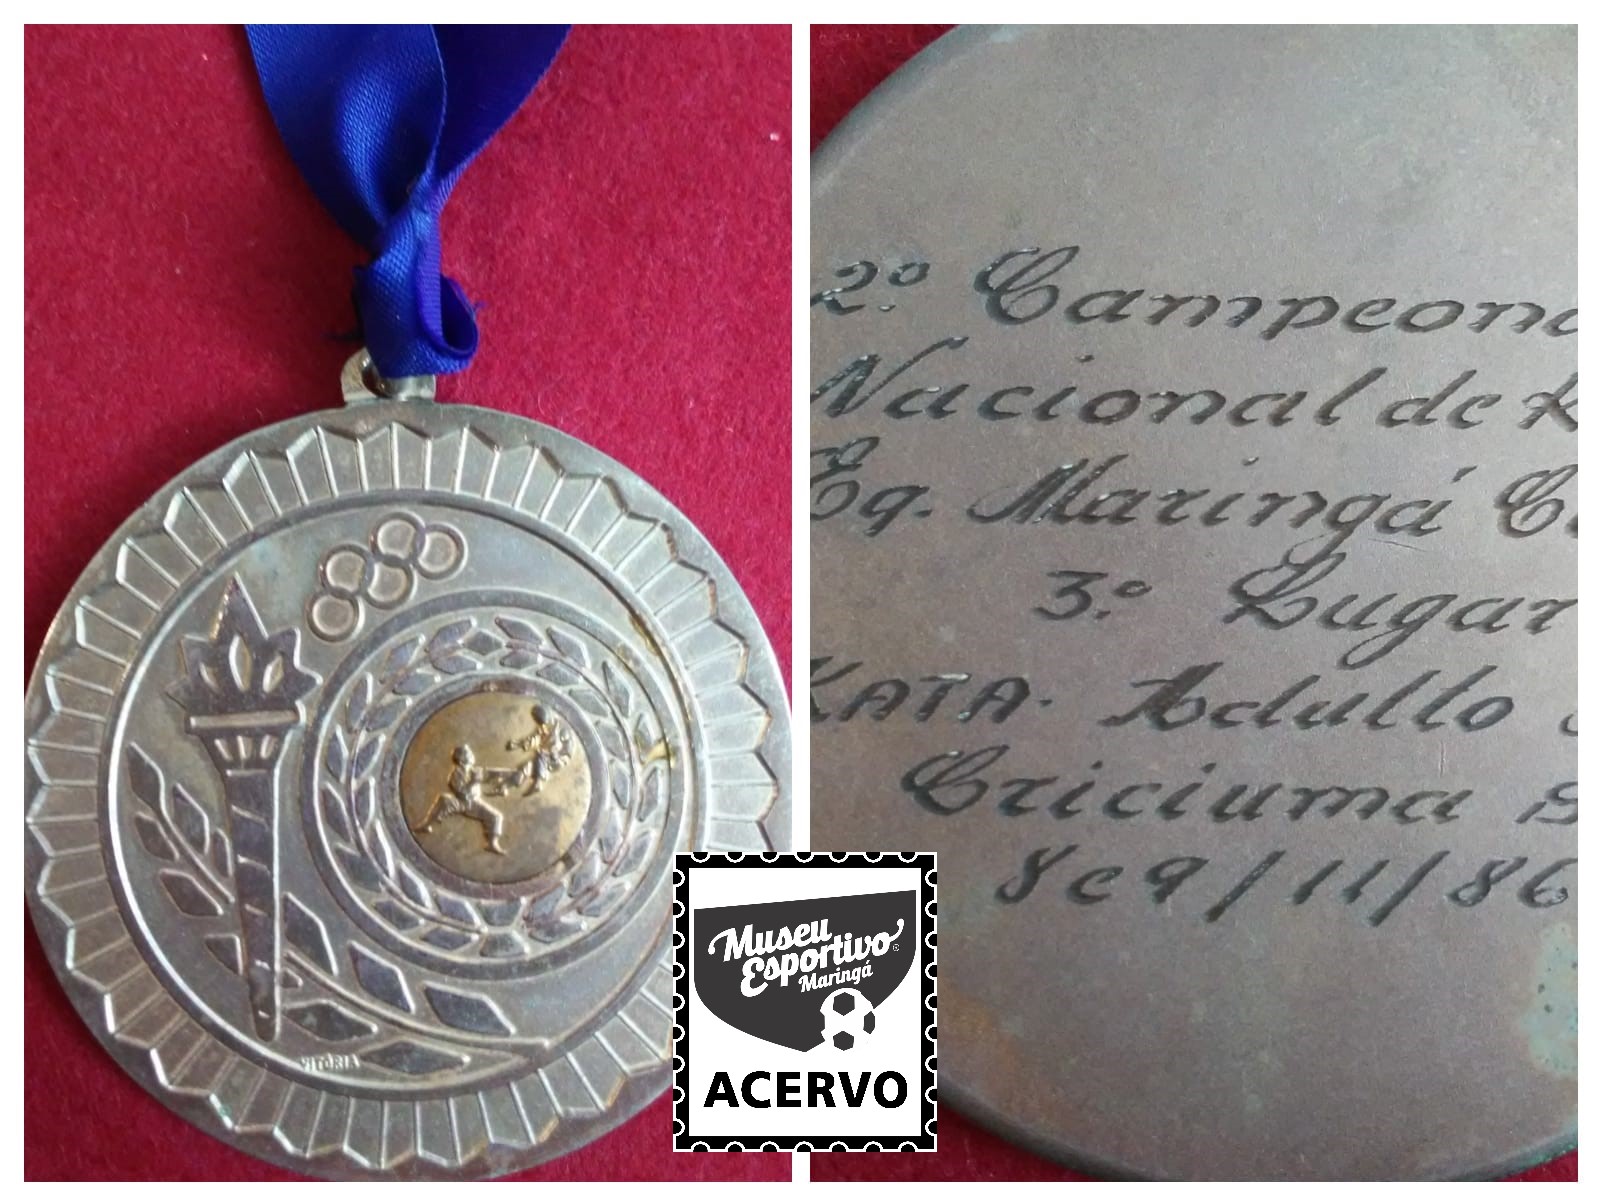 VITÓRIA
2º Campeona
Nacional de K
Eq. Maringá C
3º Lugar
KATA. Adulto
Criciuma S
8 e 9/11/86
Museu
Esportivo
Maringá
ACERVO